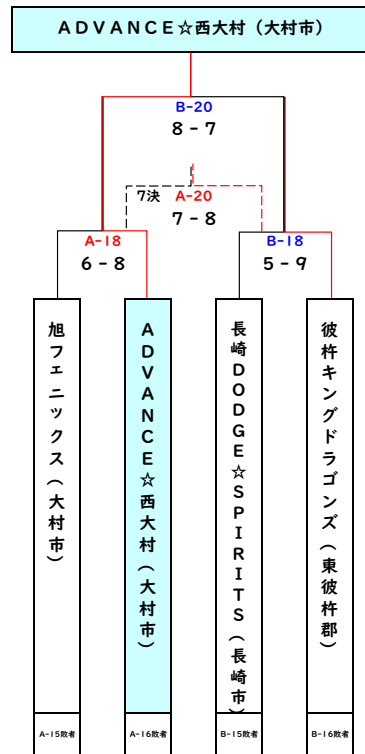 ADVANCE☆西大村（大村市）
B-20
8 - 7
7決
A-20
7 - 8
A-18
6 - 8
B-18
5 - 9
旭フェニックス（大村市）
ADVANCE☆西大村（大村市）
長崎DODGE☆SPIRITS（長崎市）
彼杵キングドラゴンズ（東彼杵郡）
A-15敗者
A-16敗者
B-15敗者
B-16敗者